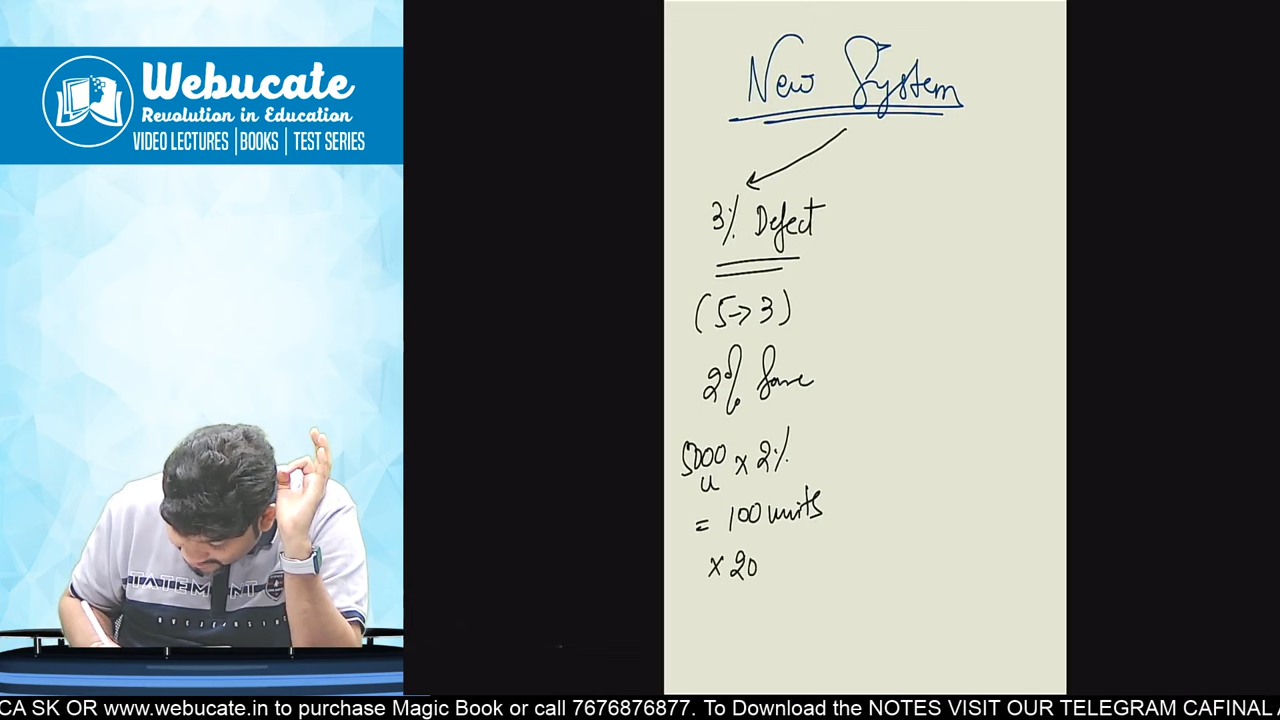 Webucate
Revolution in Education
VIDEO LECTURES | BOOKS | TEST SERIES
New System
3% Defect
(5→3)
2% Save
5000 × 2%
u
= 100 units
× 20
TATEMENT
CA SK OR www.webucate.in to purchase Magic Book or call 7676876877. To Download the NOTES VISIT OUR TELEGRAM CAFINAL